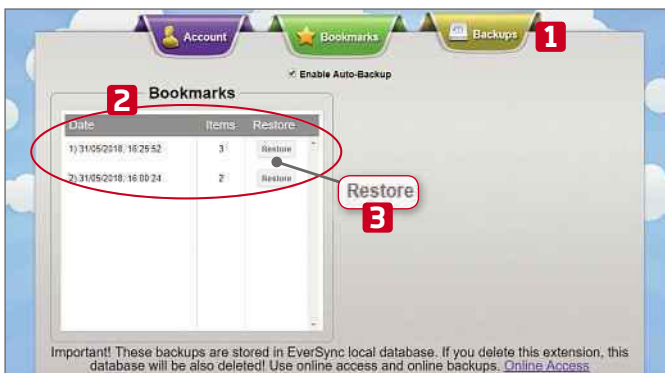 Account
Bookmarks
Backups
1
Enable Auto-Backup
2
Bookmarks
Date Items Restore
1) 31/05/2018, 16:25:52 3 Restore
2) 31/05/2018, 16:00:24 2 Restore
Restore
3
Important! These backups are stored in EverSync local database. If you delete this extension, this
database will be also deleted! Use online access and online backups. Online Access